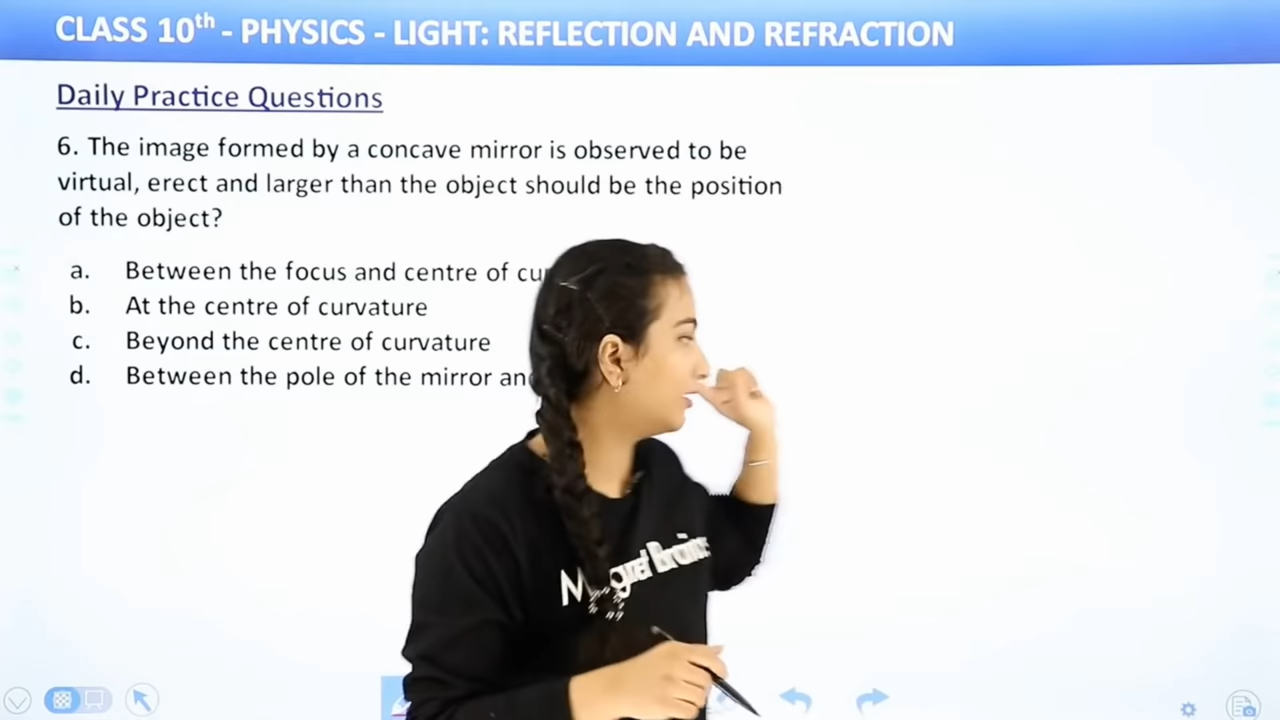 CLASS 10th - PHYSICS - LIGHT: REFLECTION AND REFRACTION
Daily Practice Questions
6. The image formed by a concave mirror is observed to be
virtual, erect and larger than the object should be the position
of the object?
a. Between the focus and centre of cu
b. At the centre of curvature
c. Beyond the centre of curvature
d. Between the pole of the mirror an